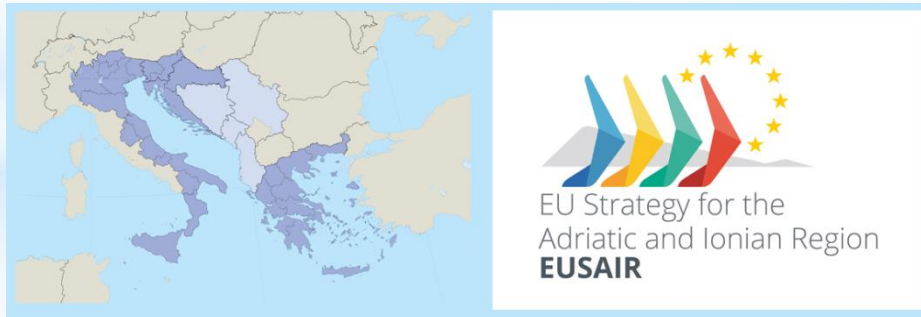 EU Strategy for the
Adriatic and Ionian Region
EUSAIR